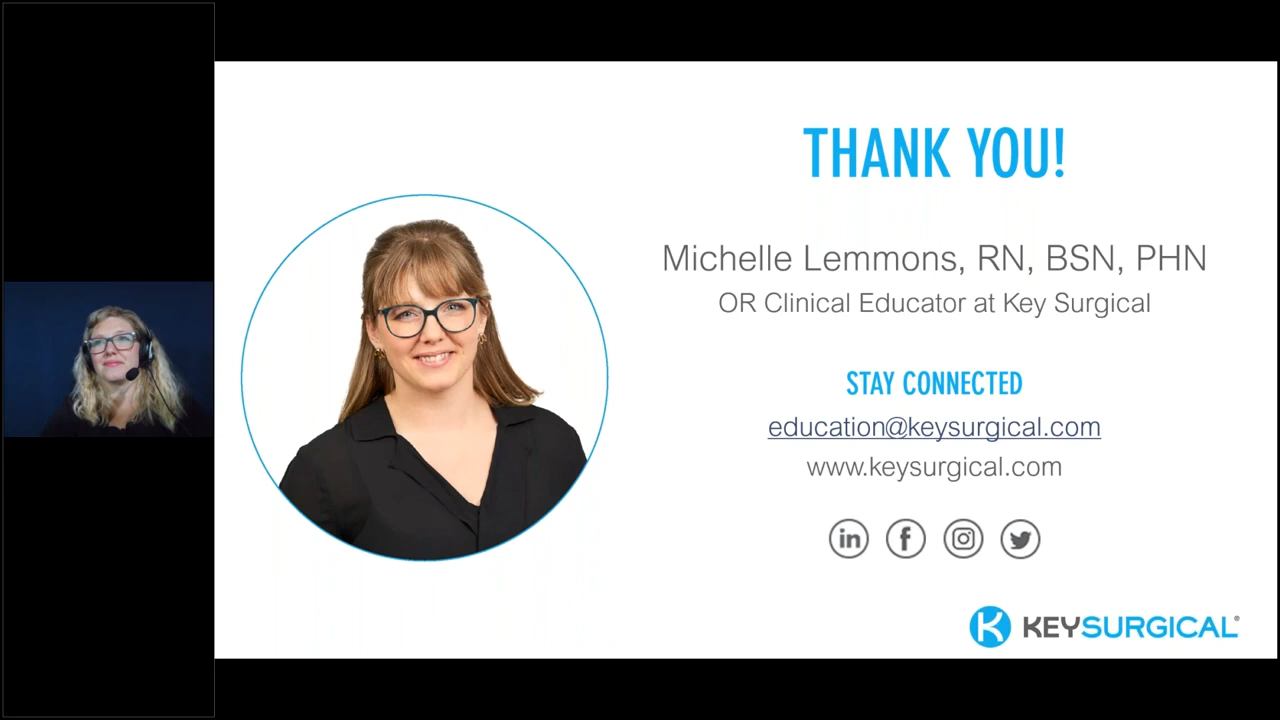 THANK YOU!
Michelle Lemmons, RN, BSN, PHN
OR Clinical Educator at Key Surgical
STAY CONNECTED
education@keysurgical.com
www.keysurgical.com
in f
K KEYSURGICAL®